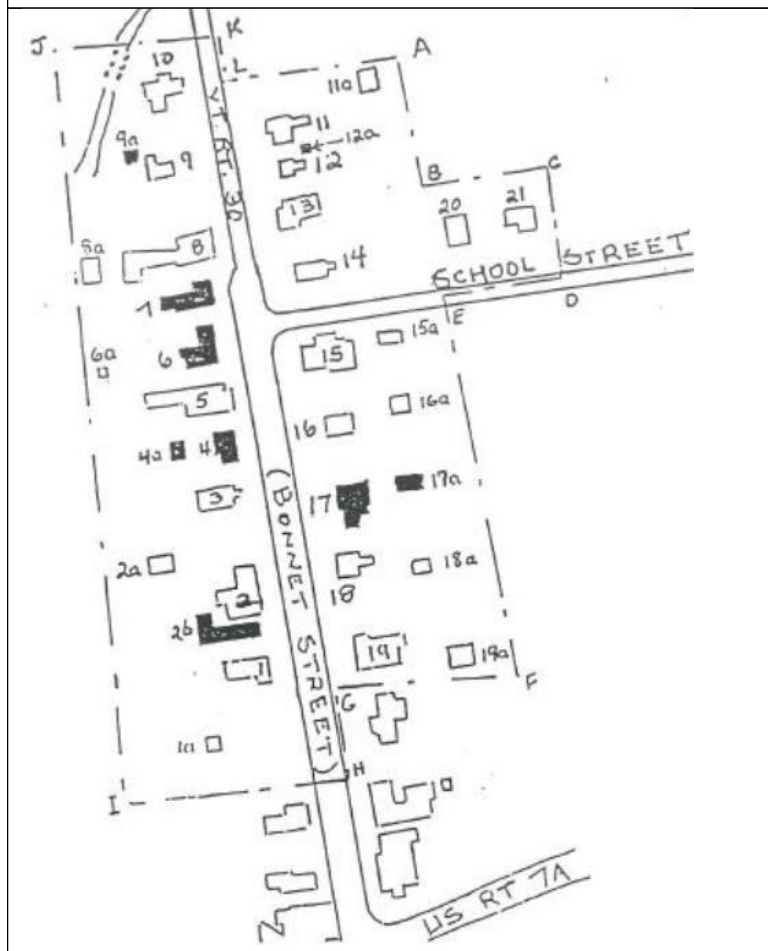 J
K
10
L
A
11a
VT. RT. 30
11
12a
9a
9
12
B
C
13
20
21
8a
8
14
SCHOOL STREET
7
E
D
15a
6a
6
15
5
16a
16
4a
4
17a
3
17
(BONNET STREET)
2a
18a
2
18
2b
19
19a
1
F
G
1a
H
I
US RT 7A
N